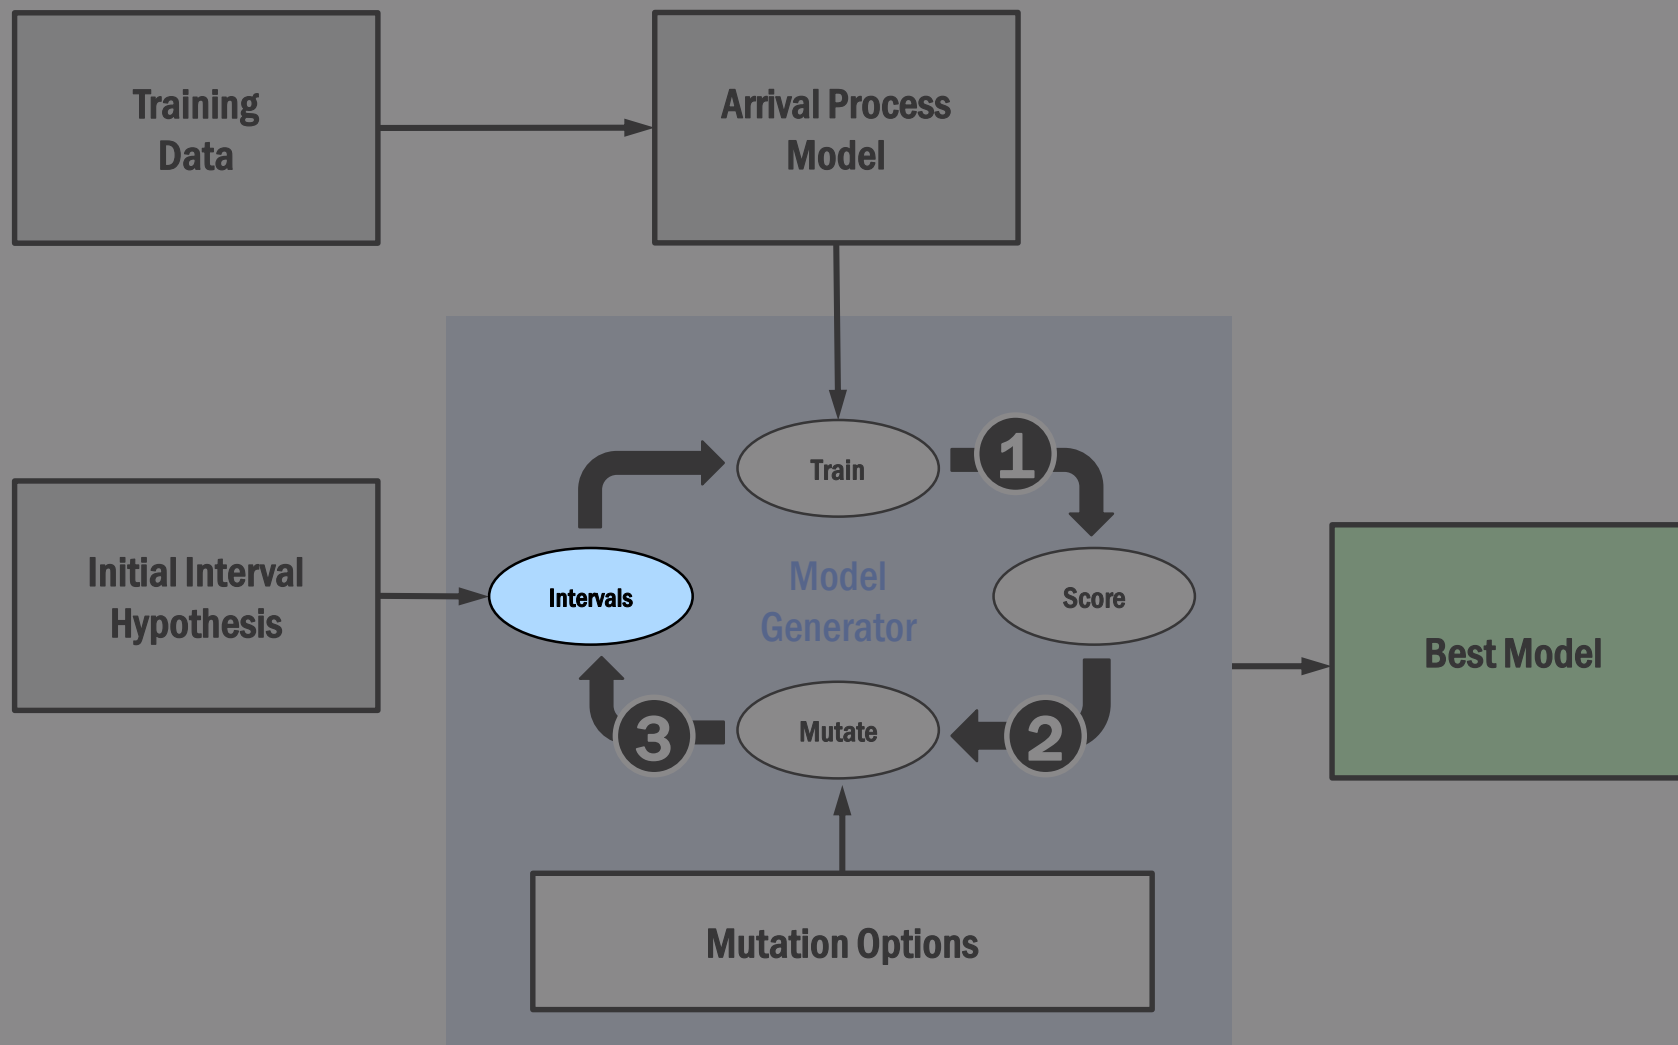 Training
Data
Arrival Process
Model
Train
1
Initial Interval
Hypothesis
Intervals
Model
Generator
Score
Best Model
3
Mutate
2
Mutation Options